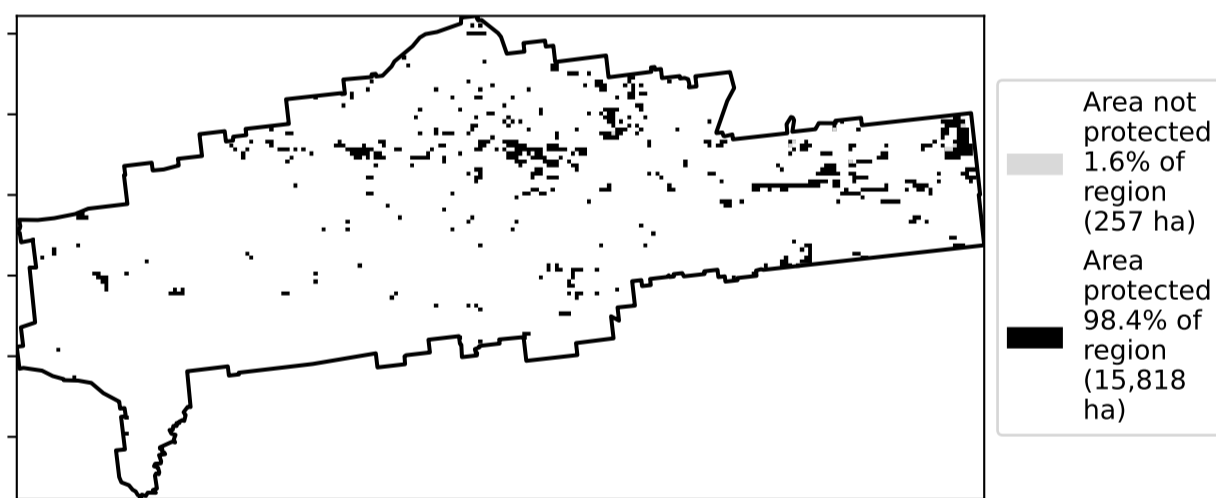 Area not
protected
1.6% of
region
(257 ha)
Area
protected
98.4% of
region
(15,818
ha)